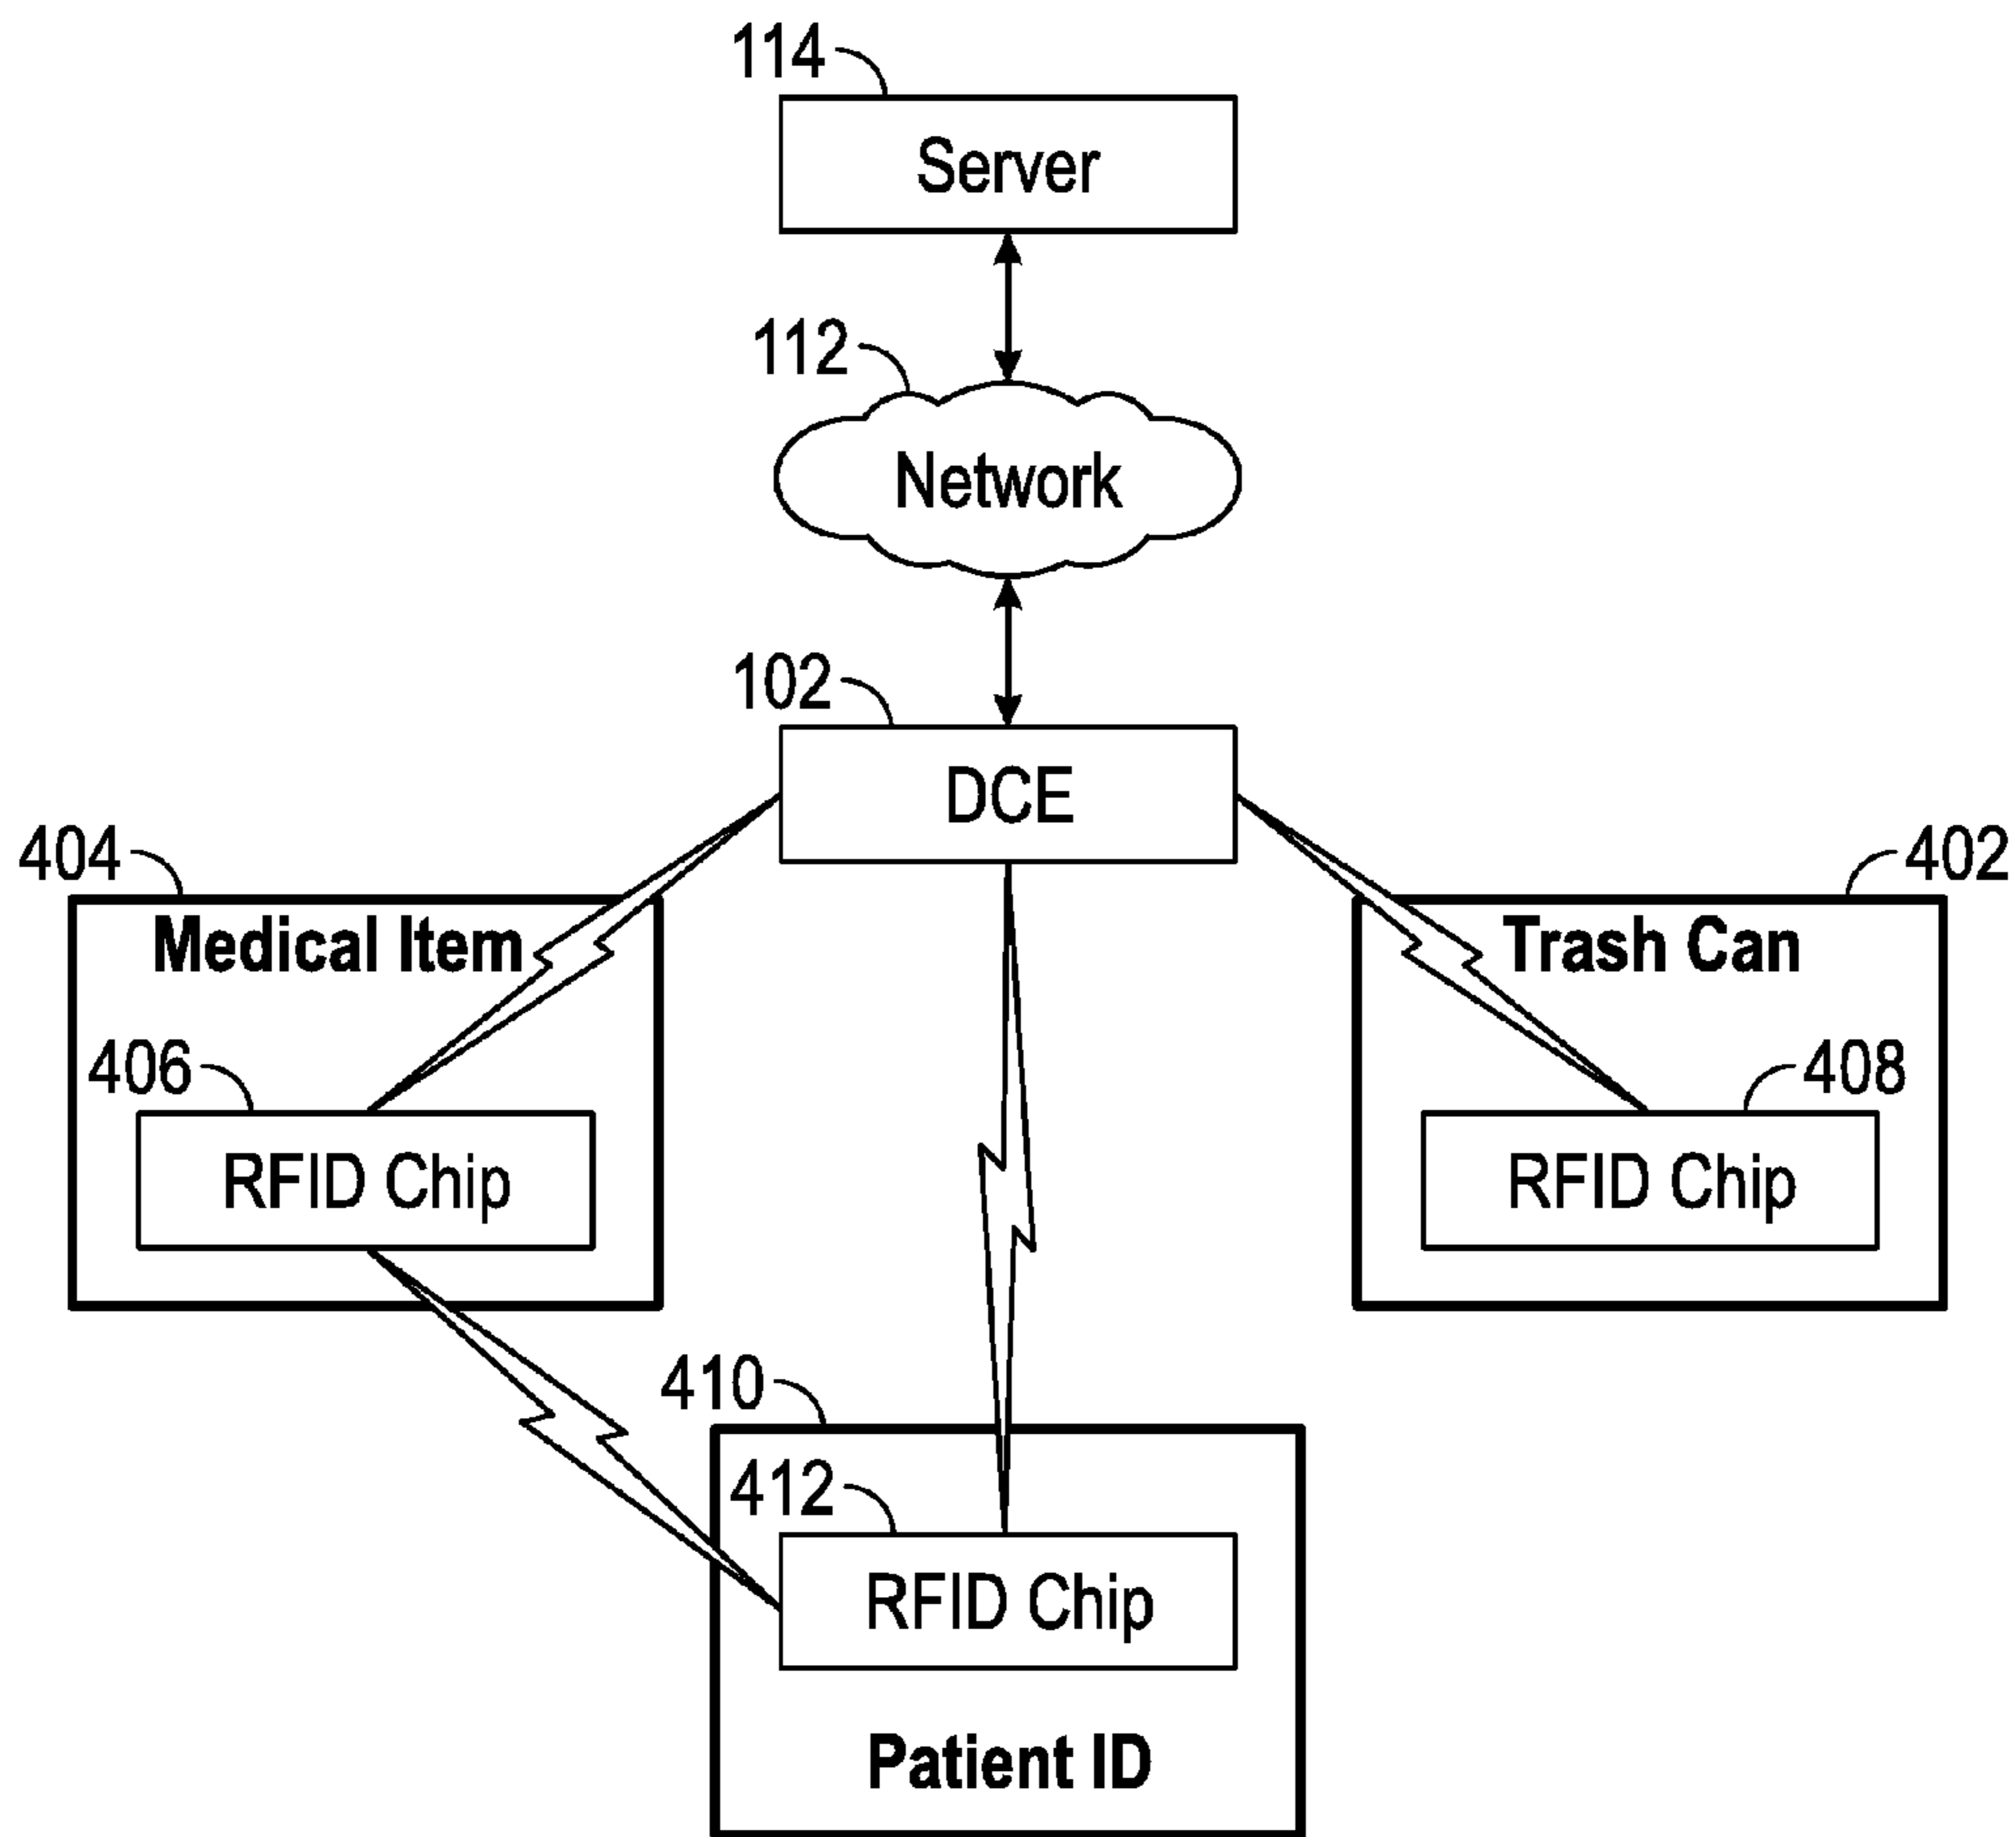 114
Server
112
Network
102
DCE
404
402
Medical Item
Trash Can
406
408
RFID Chip
RFID Chip
410
412
RFID Chip
Patient ID